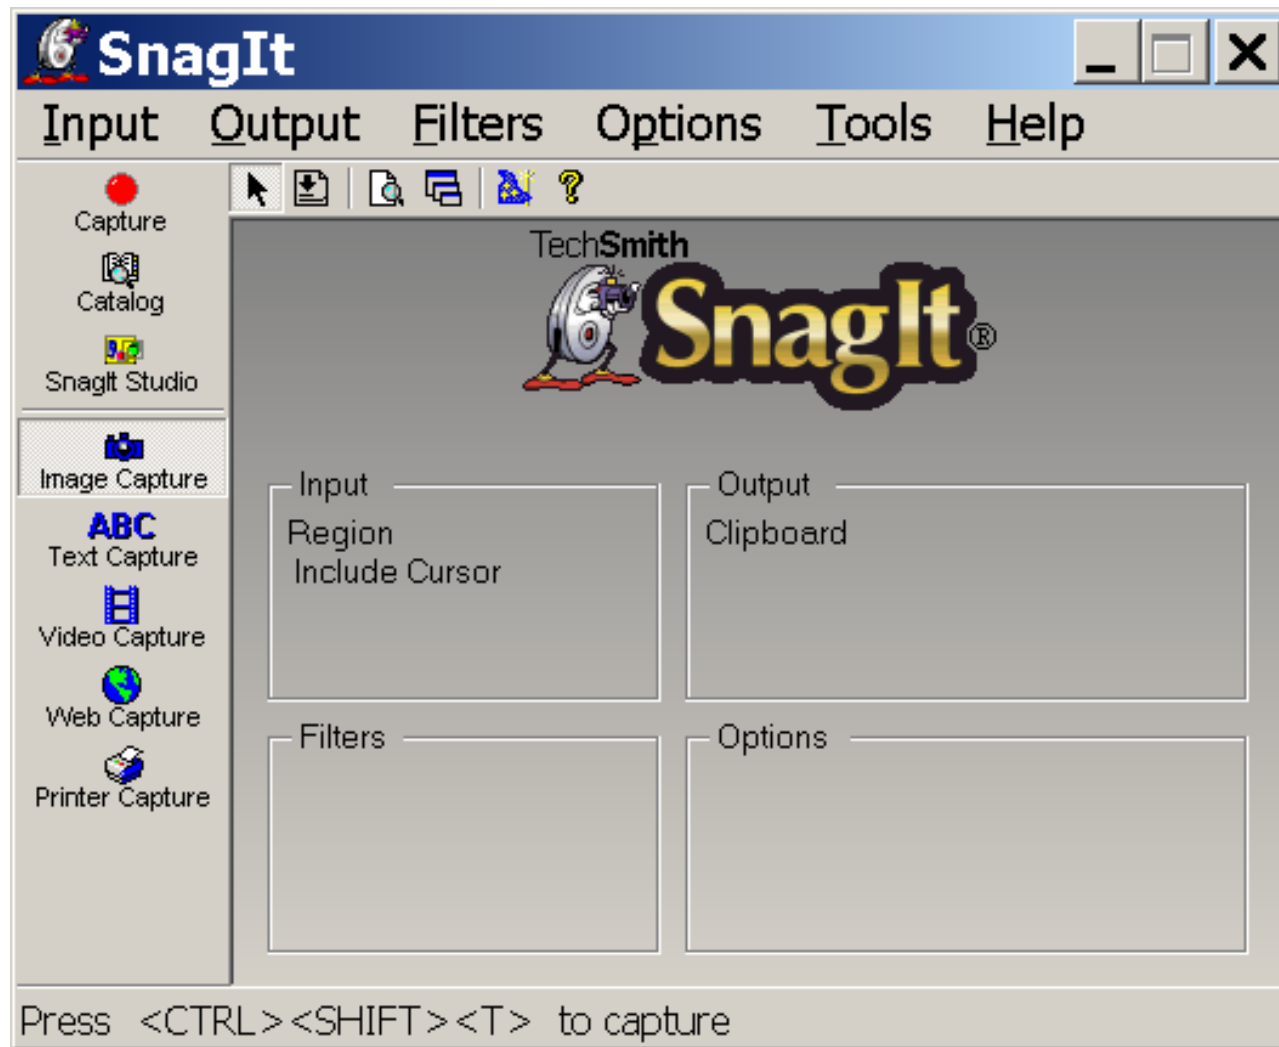 SnagIt
Input Output Filters Options Tools Help
Capture
Catalog
SnagIt Studio
Image Capture
ABC
Text Capture
Video Capture
Web Capture
Printer Capture
TechSmith
SnagIt®
Input
Region
Include Cursor
Output
Clipboard
Filters
Options
Press <CTRL><SHIFT><T> to capture